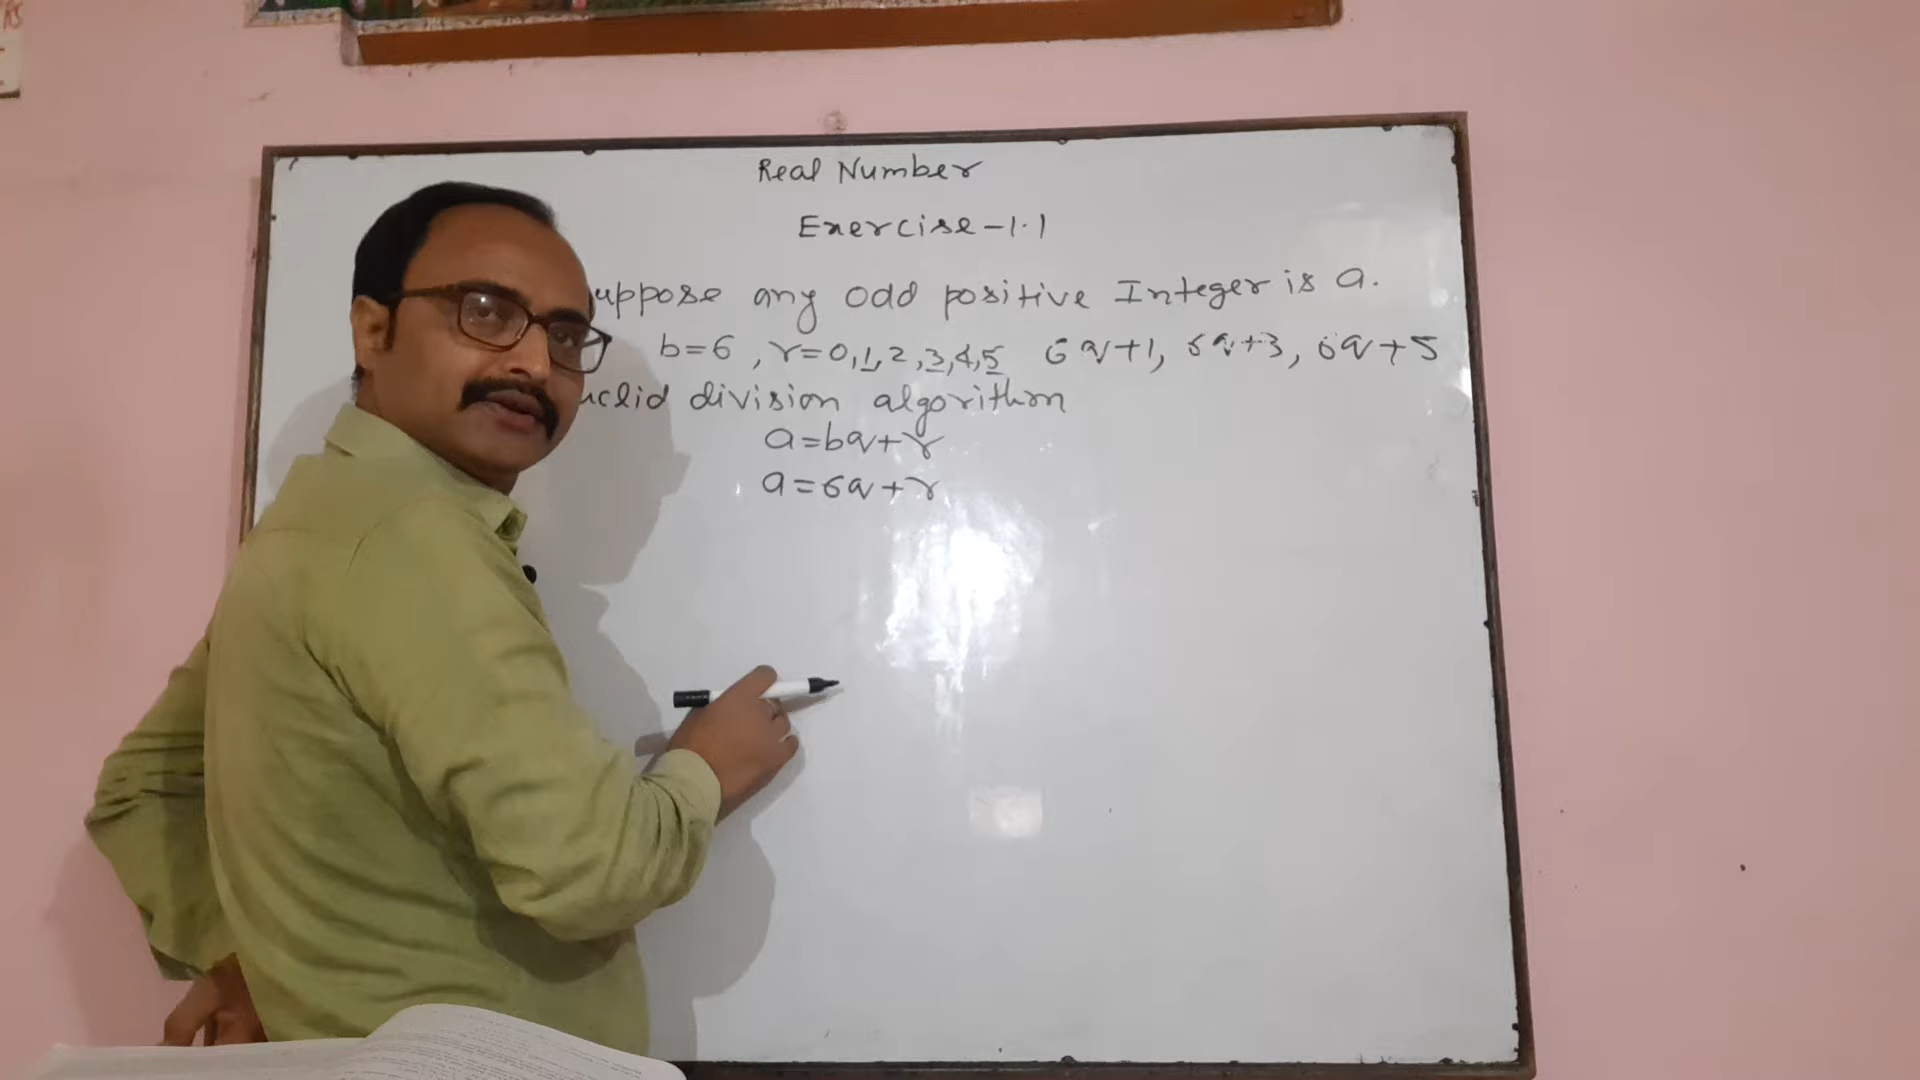 Real Number
Exercise-1.1
uppose any odd positive Integer is a.
b=6, r=0,1,2,3,4,5 6q+1, 6q+3, 6q+5
uclid division algorithm
a=bq+r
a=6q+r